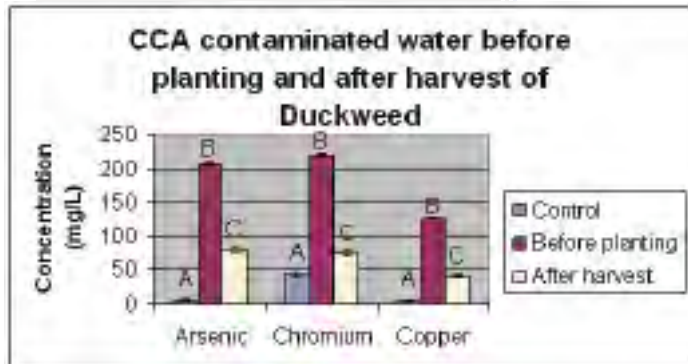 CCA contaminated water before
planting and after harvest of
Duckweed
Concentration
(mg/L)
250
200
150
100
50
0
B
B
B
A
C
A
C
A
C
Arsenic
Chromium
Copper
Control
Before planting
After harvest